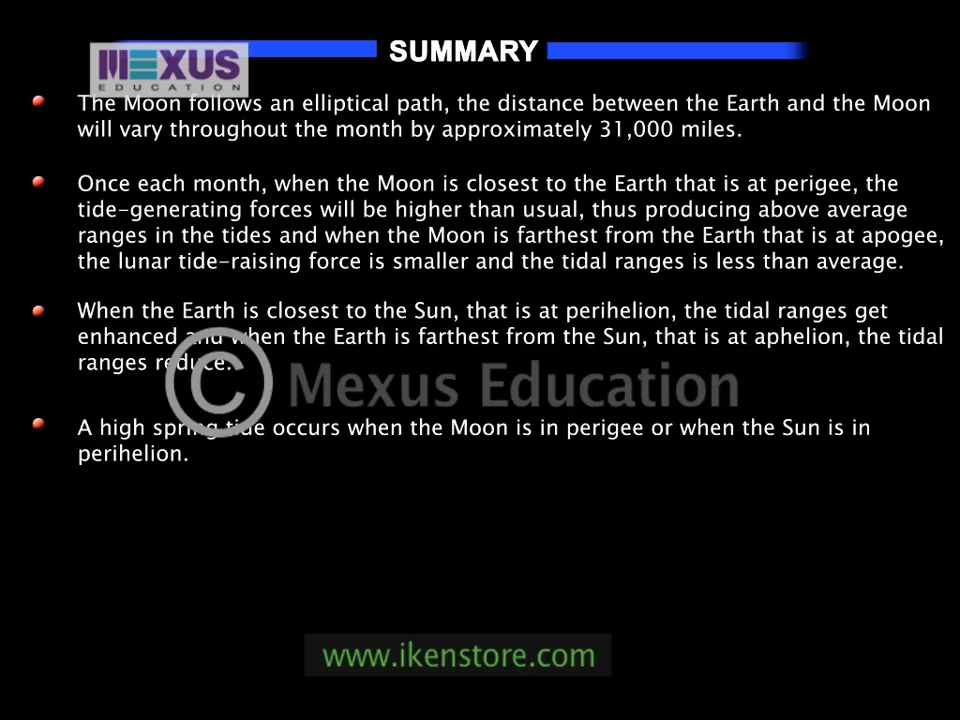 SUMMARY
MEXUS
EDUCATION
The Moon follows an elliptical path, the distance between the Earth and the Moon
will vary throughout the month by approximately 31,000 miles.
Once each month, when the Moon is closest to the Earth that is at perigee, the
tide-generating forces will be higher than usual, thus producing above average
ranges in the tides and when the Moon is farthest from the Earth that is at apogee,
the lunar tide-raising force is smaller and the tidal ranges is less than average.
When the Earth is closest to the Sun, that is at perihelion, the tidal ranges get
enhanced and when the Earth is farthest from the Sun, that is at aphelion, the tidal
ranges reduce.
© Mexus Education
A high spring tide occurs when the Moon is in perigee or when the Sun is in
perihelion.
www.ikenstore.com